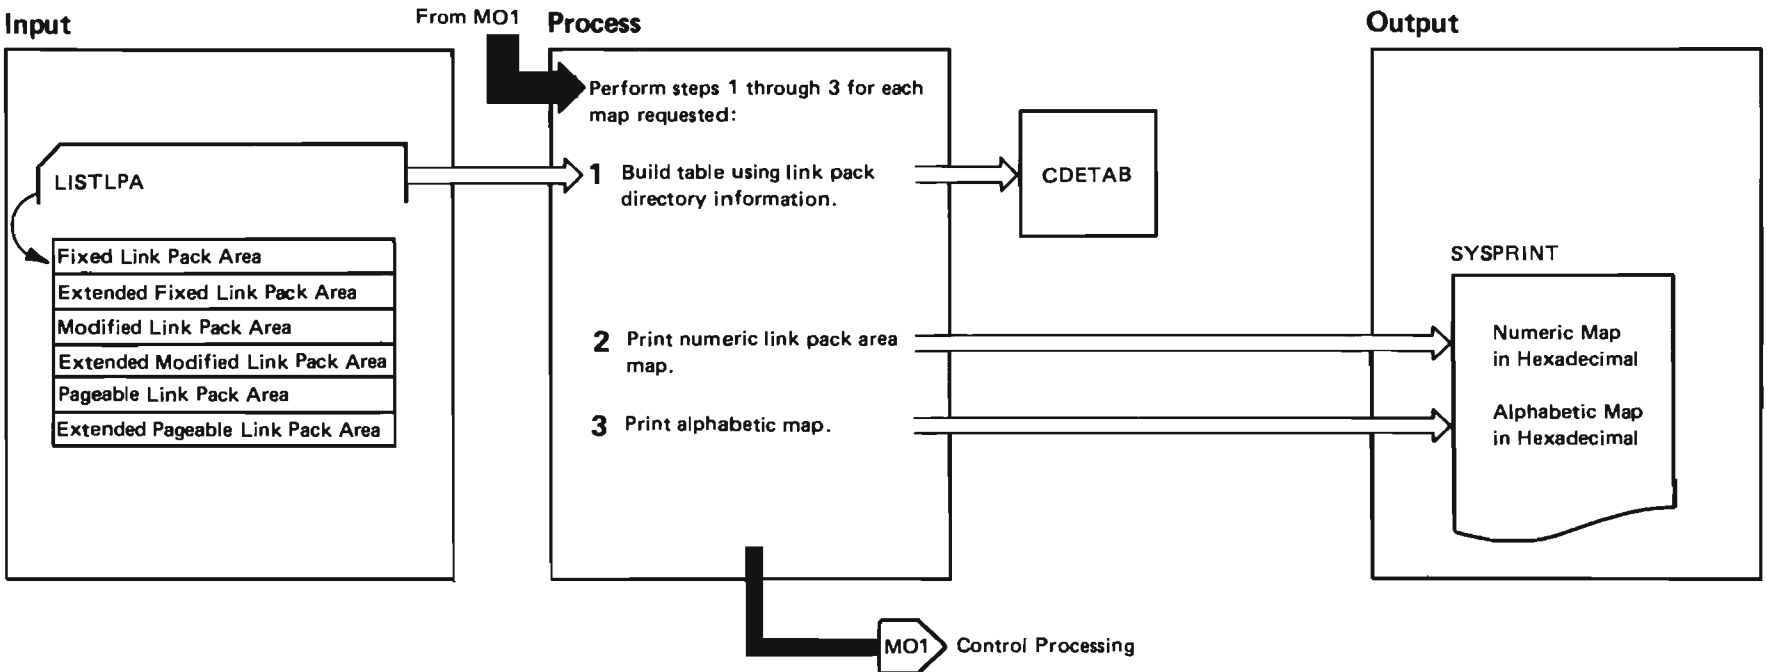 Input
From MO1
Process
Output
Perform steps 1 through 3 for each
map requested:
LISTLPA
1 Build table using link pack
directory information.
CDETAB
Fixed Link Pack Area
Extended Fixed Link Pack Area
Modified Link Pack Area
Extended Modified Link Pack Area
Pageable Link Pack Area
Extended Pageable Link Pack Area
SYSPRINT
2 Print numeric link pack area
map.
Numeric Map
in Hexadecimal
3 Print alphabetic map.
Alphabetic Map
in Hexadecimal
MO1
Control Processing